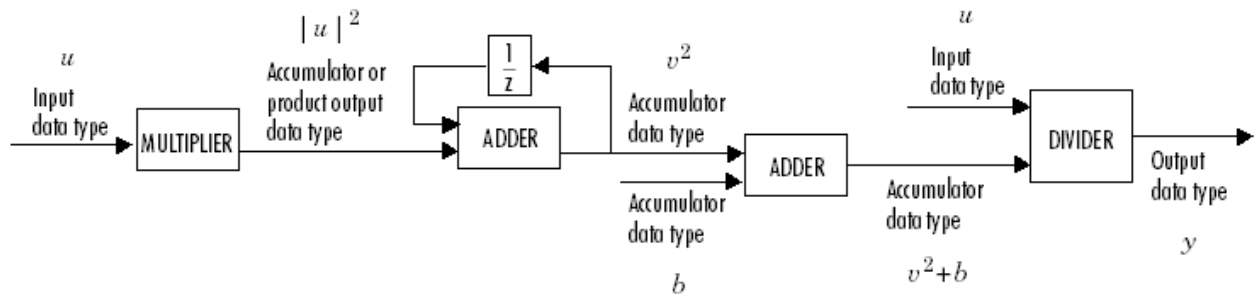 u
Input
data type
MULTIPLIER
| u | 2
Accumulator or
product output
data type
1
z
ADDER
v2
Accumulator
data type
Accumulator
data type
b
ADDER
Accumulator
data type
v2+b
u
Input
data type
DIVIDER
Output
data type
y